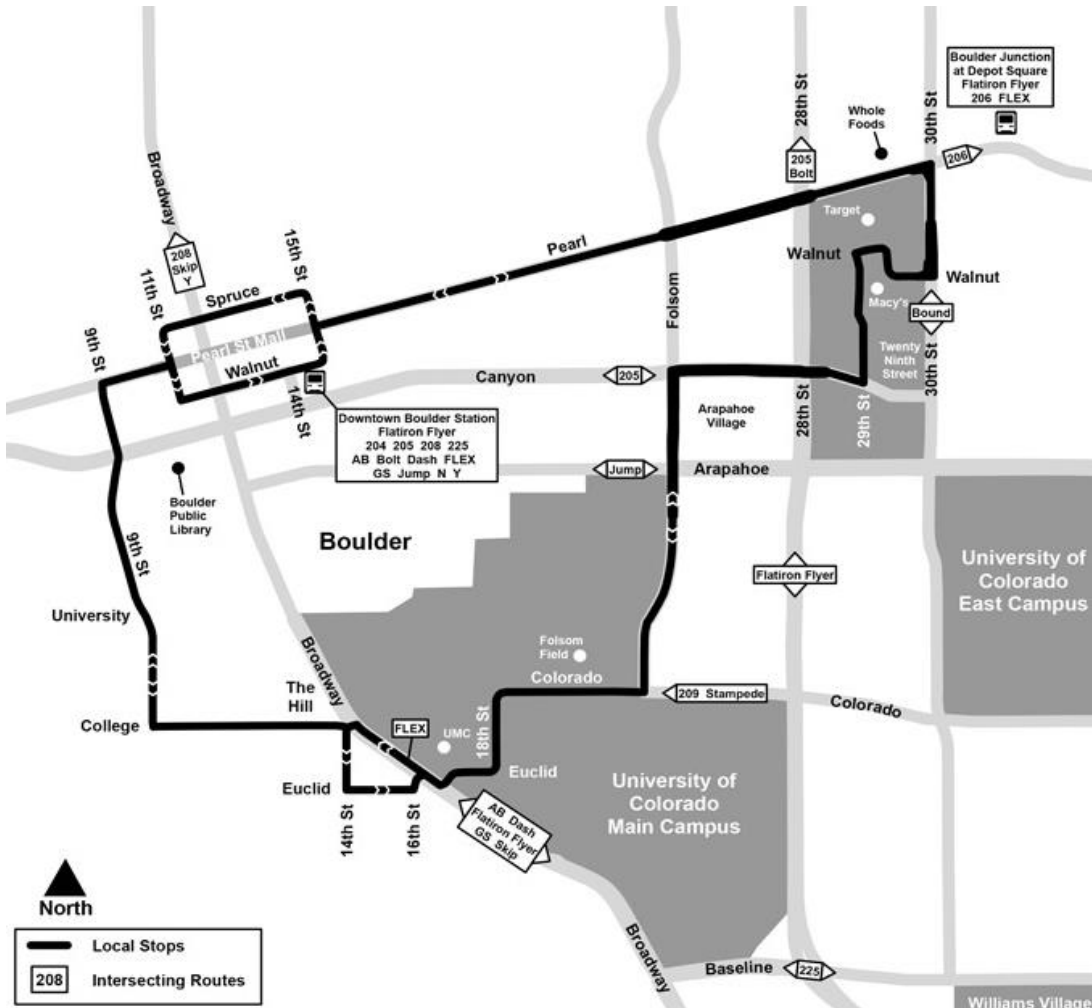 Boulder Junction
at Depot Square
Flatiron Flyer
206 FLEX
28th St
30th St
Whole
Foods
206
205
Bolt
Broadway
Target
208
Skip
Y
15th St
Pearl
Walnut
Walnut
11th St
Spruce
Folsom
Macy's
Bound
9th St
Pearl St Mall
Walnut
Twenty
Ninth
Street
30th St
14th St
Canyon
205
28th St
29th St
Arapahoe
Village
Downtown Boulder Station
Flatiron Flyer
204 205 208 225
AB Bolt Dash FLEX
GS Jump N Y
Jump
Arapahoe
Boulder
Public
Library
Boulder
9th St
University of
Colorado
East Campus
Flatiron Flyer
University
Broadway
Folsom
Field
Colorado
The
Hill
209 Stampede
Colorado
College
FLEX
UMC
18th St
Euclid
Euclid
University of
Colorado
Main Campus
14th St
16th St
AB Dash
Flatiron Flyer
GS Skip
North
Broadway
Local Stops
208
Intersecting Routes
Baseline
225
Williams Village